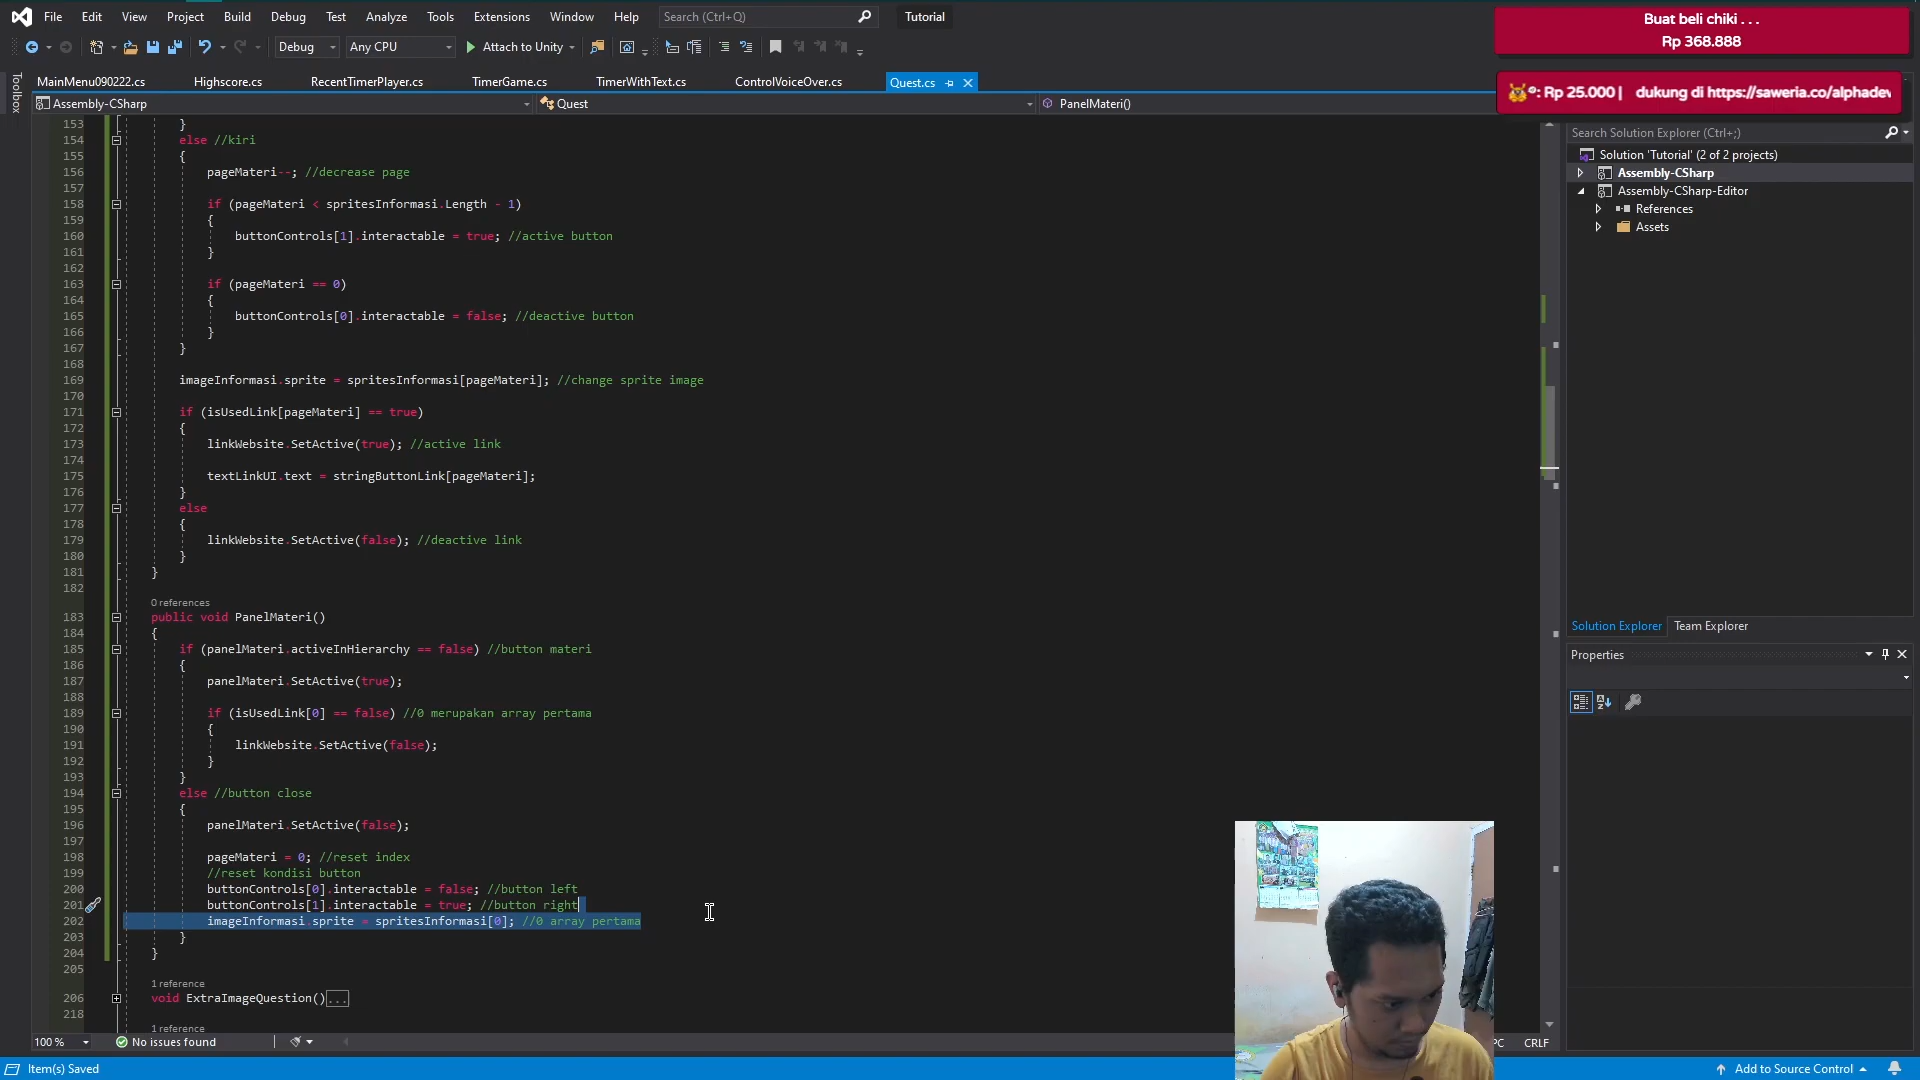 File Edit View Project Build Debug Test Analyze Tools Extensions Window Help Search (Ctrl+Q) Tutorial
Buat beli chiki . . .
Rp 368.888
Debug Any CPU Attach to Unity
MainMenu090222.cs Highscore.cs RecentTimerPlayer.cs TimerGame.cs TimerWithText.cs ControlVoiceOver.cs Quest.cs
: Rp 25.000 | dukung di https://saweria.co/alphadev
Toolbox
Assembly-CSharp Quest PanelMateri()
153 }
154 else //kiri
155 {
156 pageMateri--; //decrease page
157
158 if (pageMateri < spritesInformasi.Length - 1)
159 {
160 buttonControls[1].interactable = true; //active button
161 }
162
163 if (pageMateri == 0)
164 {
165 buttonControls[0].interactable = false; //deactive button
166 }
167 }
168
169 imageInformasi.sprite = spritesInformasi[pageMateri]; //change sprite image
170
171 if (isUsedLink[pageMateri] == true)
172 {
173 linkWebsite.SetActive(true); //active link
174
175 textLinkUI.text = stringButtonLink[pageMateri];
176 }
177 else
178 {
179 linkWebsite.SetActive(false); //deactive link
180 }
181 }
182
0 references
183 public void PanelMateri()
184 {
185 if (panelMateri.activeInHierarchy == false) //button materi
186 {
187 panelMateri.SetActive(true);
188
189 if (isUsedLink[0] == false) //0 merupakan array pertama
190 {
191 linkWebsite.SetActive(false);
192 }
193 }
194 else //button close
195 {
196 panelMateri.SetActive(false);
197
198 pageMateri = 0; //reset index
199 //reset kondisi button
200 buttonControls[0].interactable = false; //button left
201 buttonControls[1].interactable = true; //button right
202 imageInformasi.sprite = spritesInformasi[0]; //0 array pertama
203 }
204 }
205
1 reference
206 void ExtraImageQuestion()...
218
1 reference
100 % No issues found PC CRLF
Search Solution Explorer (Ctrl+;)
Solution 'Tutorial' (2 of 2 projects)
Assembly-CSharp
Assembly-CSharp-Editor
References
Assets
Solution Explorer Team Explorer
Properties
Item(s) Saved Add to Source Control